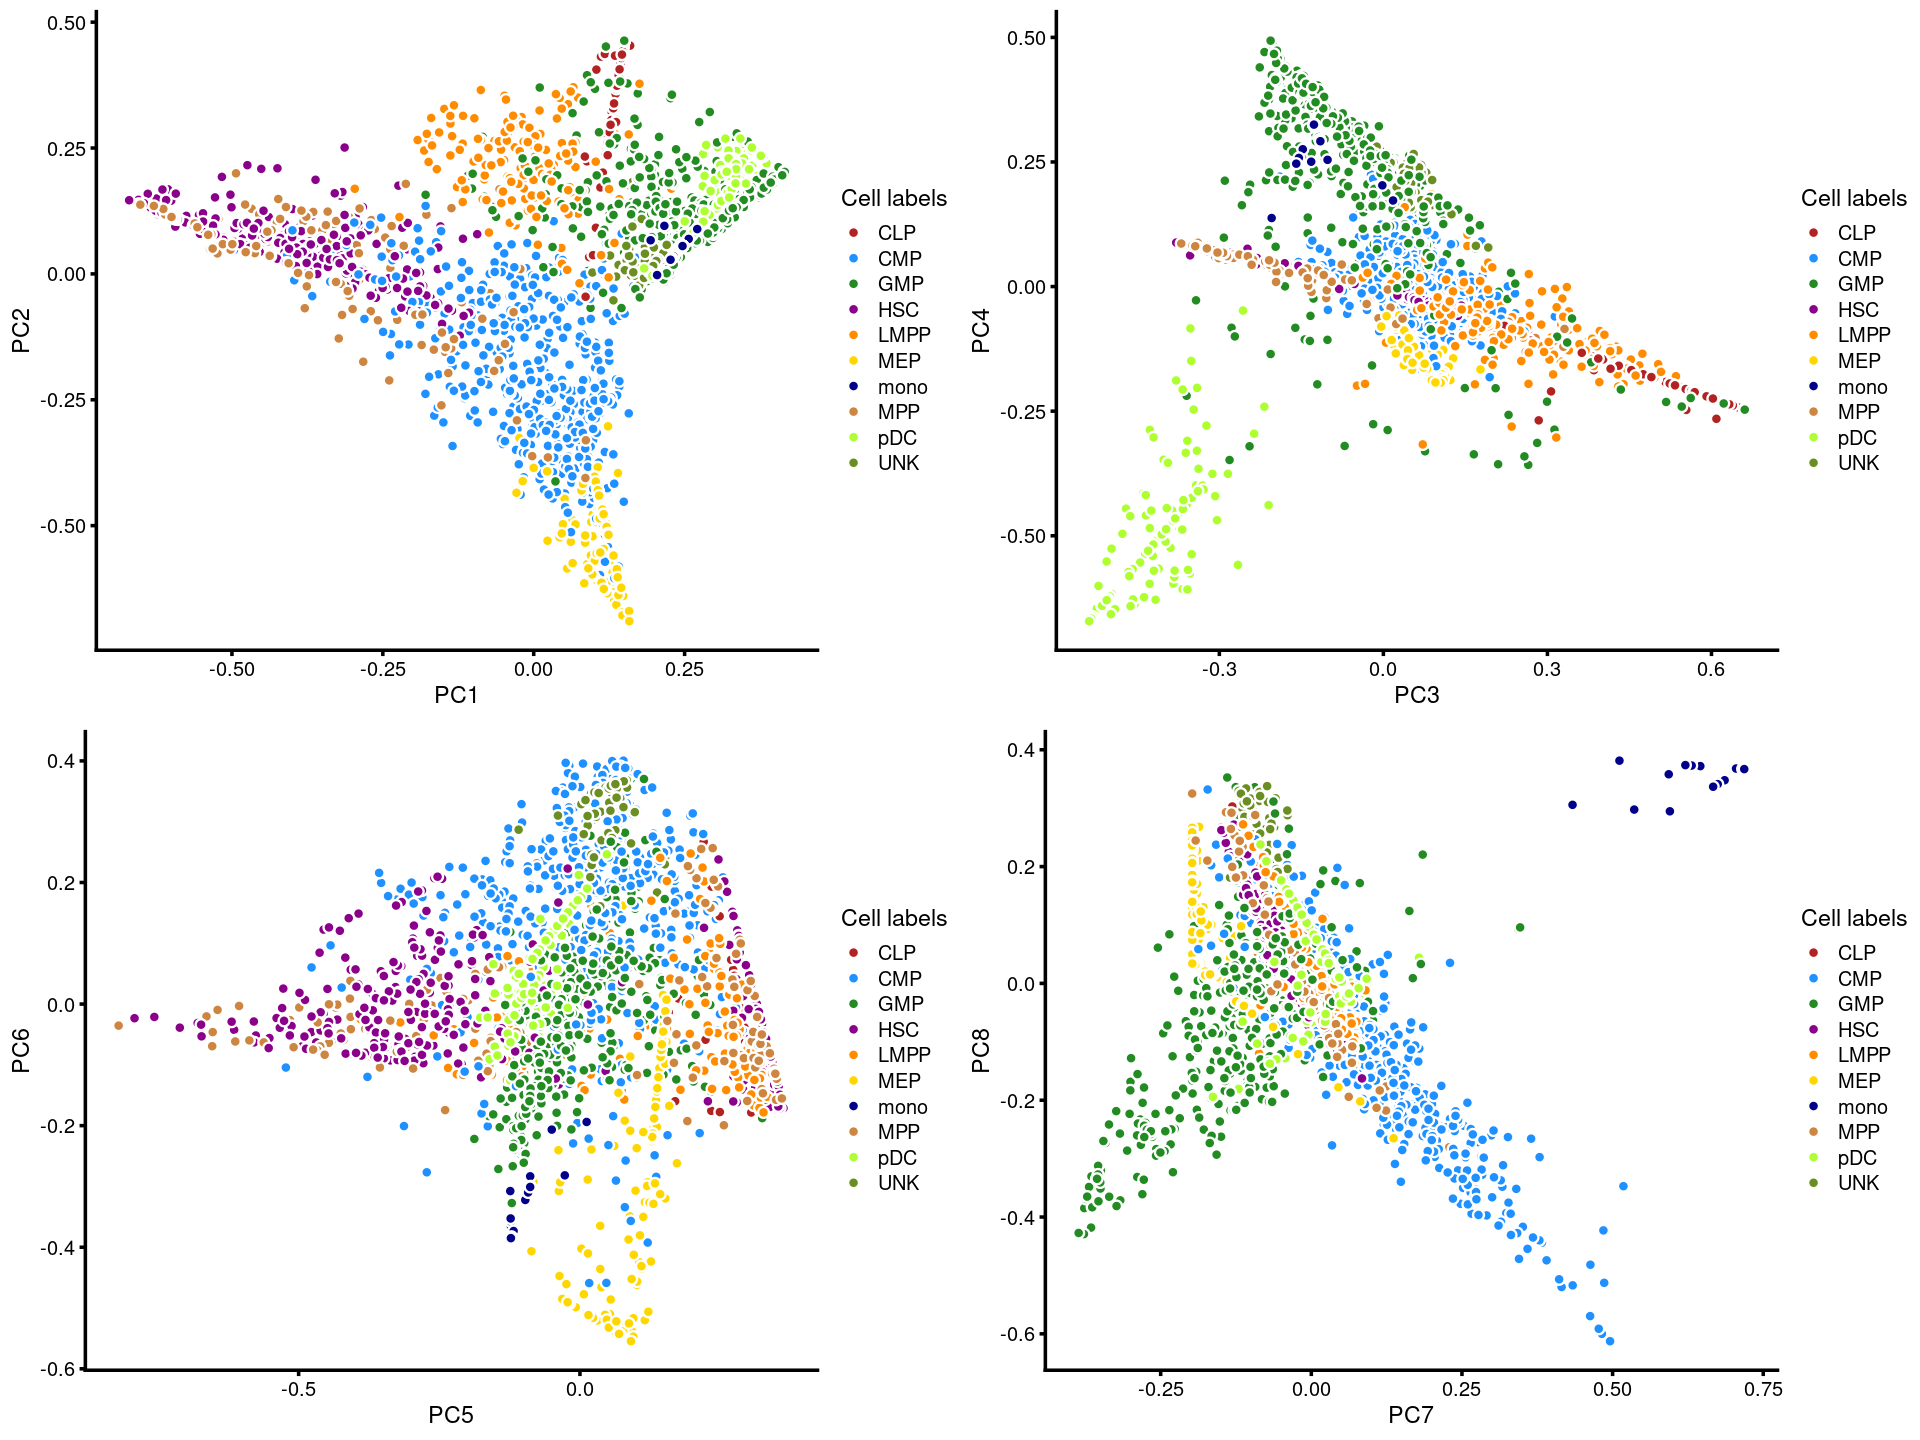 0.50
0.25
0.00
-0.25
-0.50
PC2
-0.50
-0.25
0.00
0.25
PC1
Cell labels
CLP
CMP
GMP
HSC
LMPP
MEP
mono
MPP
pDC
UNK
0.50
0.25
0.00
-0.25
-0.50
PC4
-0.3
0.0
0.3
0.6
PC3
Cell labels
CLP
CMP
GMP
HSC
LMPP
MEP
mono
MPP
pDC
UNK
0.4
0.2
0.0
-0.2
-0.4
-0.6
PC6
-0.5
0.0
PC5
Cell labels
CLP
CMP
GMP
HSC
LMPP
MEP
mono
MPP
pDC
UNK
0.4
0.2
0.0
-0.2
-0.4
-0.6
PC8
-0.25
0.00
0.25
0.50
0.75
PC7
Cell labels
CLP
CMP
GMP
HSC
LMPP
MEP
mono
MPP
pDC
UNK